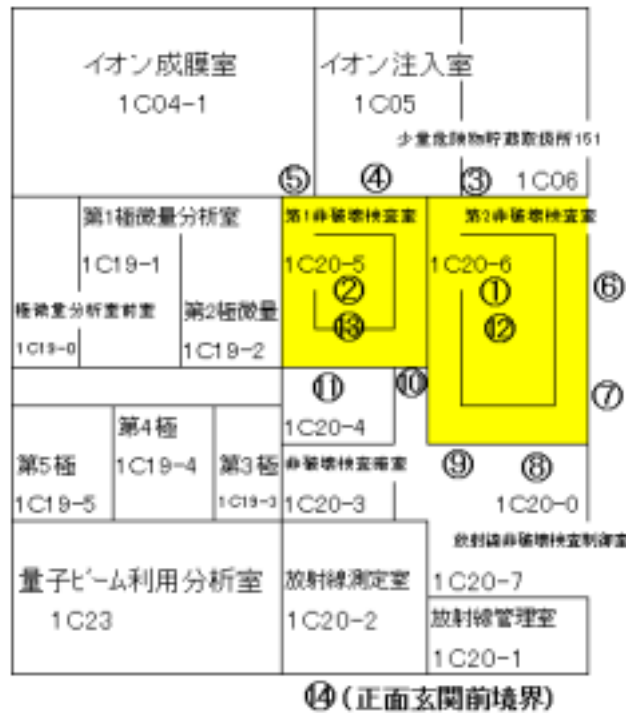 イオン成膜室
1C04-1
イオン注入室
1C05
少量危険物貯蔵取扱所151
1C06
⑤
④
③
第1極微量分析室
1C19-1
極微量分析室前室
1C19-0
第2極微量
1C19-2
第1非破壊検査室
1C20-5
②
⑬
第2非破壊検査室
1C20-6
①
⑫
⑥
⑦
⑪
⑩
1C20-4
第5極
1C19-5
第4極
1C19-4
第3極
1C19-3
非破壊検査暗室
1C20-3
⑨
⑧
1C20-0
放射線非破壊検査制御室
1C20-7
量子ビーム利用分析室
1C23
放射線測定室
1C20-2
放射線管理室
1C20-1
⑭(正面玄関前境界)